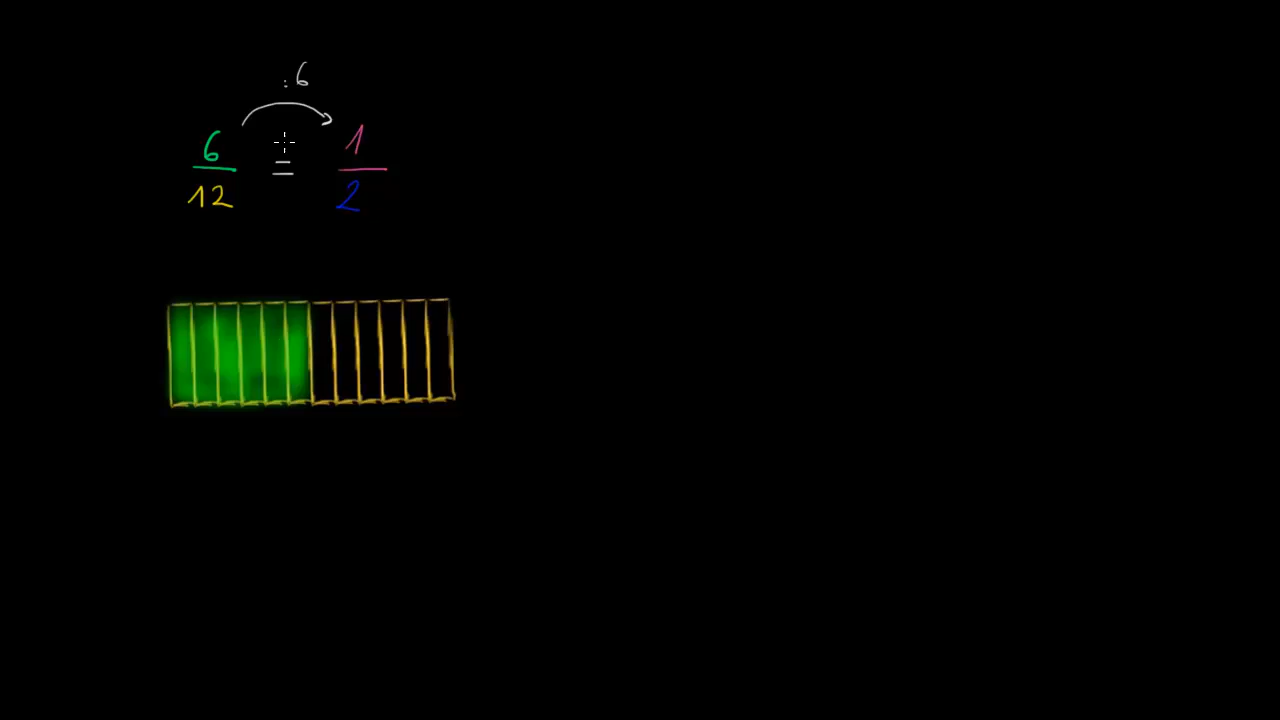 : 6
6/12 = 1/2